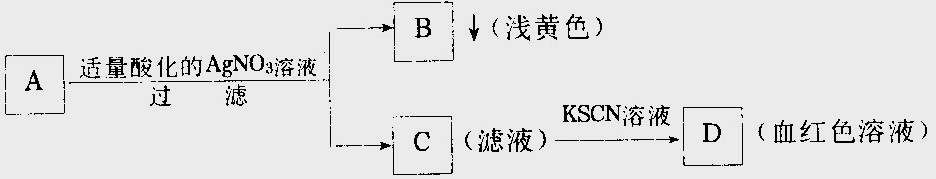 B ↓(浅黄色)
A 适量酸化的AgNO₃溶液
过 滤
KSCN溶液
C (滤液) D (血红色溶液)